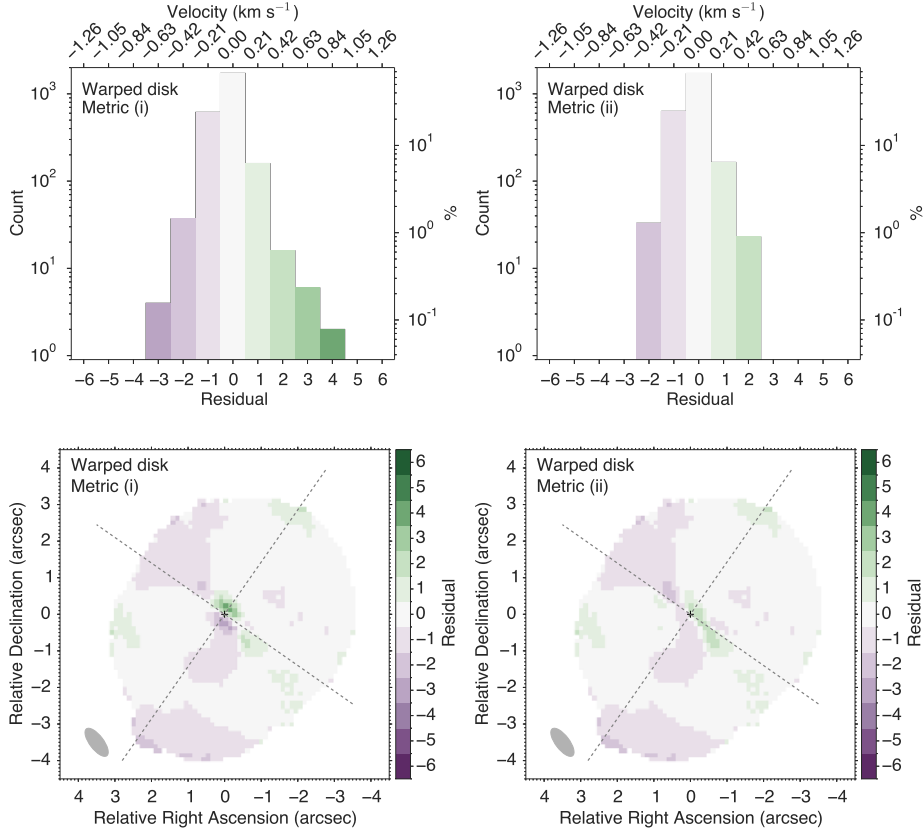 Velocity (km s⁻¹)
−1.26 −1.05 −0.84 −0.63 −0.42 −0.21 0.00 0.21 0.42 0.63 0.84 1.05 1.26
Warped disk
Metric (i)
10³
10²
10¹
10⁰
Count
10¹
10⁰
10⁻¹
%
−6 −5 −4 −3 −2 −1 0 1 2 3 4 5 6
Residual
Velocity (km s⁻¹)
−1.26 −1.05 −0.84 −0.63 −0.42 −0.21 0.00 0.21 0.42 0.63 0.84 1.05 1.26
Warped disk
Metric (ii)
10³
10²
10¹
10⁰
Count
10¹
10⁰
10⁻¹
%
−6 −5 −4 −3 −2 −1 0 1 2 3 4 5 6
Residual
Warped disk
Metric (i)
4
3
2
1
0
−1
−2
−3
−4
Relative Declination (arcsec)
4 3 2 1 0 −1 −2 −3 −4
Relative Right Ascension (arcsec)
6
5
4
3
2
1
0
−1
−2
−3
−4
−5
−6
Residual
Warped disk
Metric (ii)
4
3
2
1
0
−1
−2
−3
−4
Relative Declination (arcsec)
4 3 2 1 0 −1 −2 −3 −4
Relative Right Ascension (arcsec)
6
5
4
3
2
1
0
−1
−2
−3
−4
−5
−6
Residual